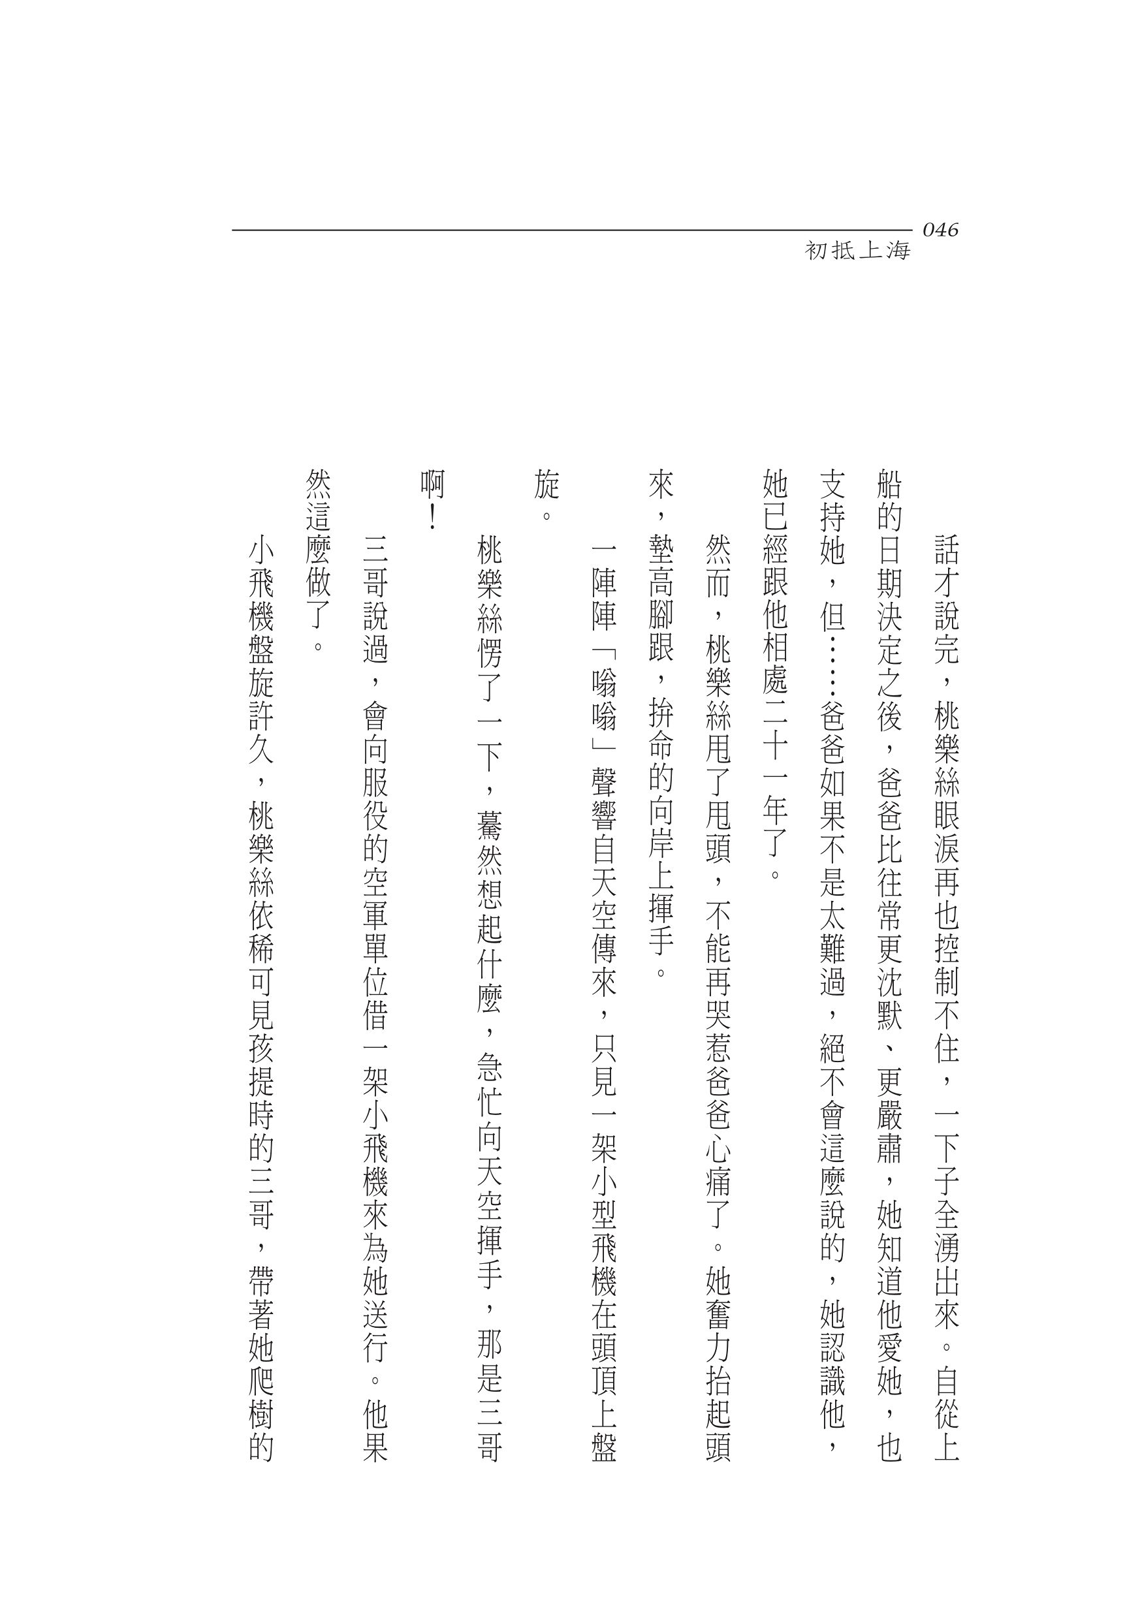 046
初抵上海
話才說完，桃樂絲眼淚再也控制不住，一下子全湧出來。自從上
船的日期決定之後，爸爸比往常更沈默、更嚴肅，她知道他愛她，也
支持她，但……爸爸如果不是太難過，絕不會這麼說的，她認識他，
她已經跟他相處二十一年了。
然而，桃樂絲甩了甩頭，不能再哭惹爸爸心痛了。她奮力抬起頭
來，墊高腳跟，拚命的向岸上揮手。
一陣陣「嗡嗡」聲響自天空傳來，只見一架小型飛機在頭頂上盤
旋。
桃樂絲愣了一下，驀然想起什麼，急忙向天空揮手，那是三哥
啊！
三哥說過，會向服役的空軍單位借一架小飛機來為她送行。他果
然這麼做了。
小飛機盤旋許久，桃樂絲依稀可見孩提時的三哥，帶著她爬樹的